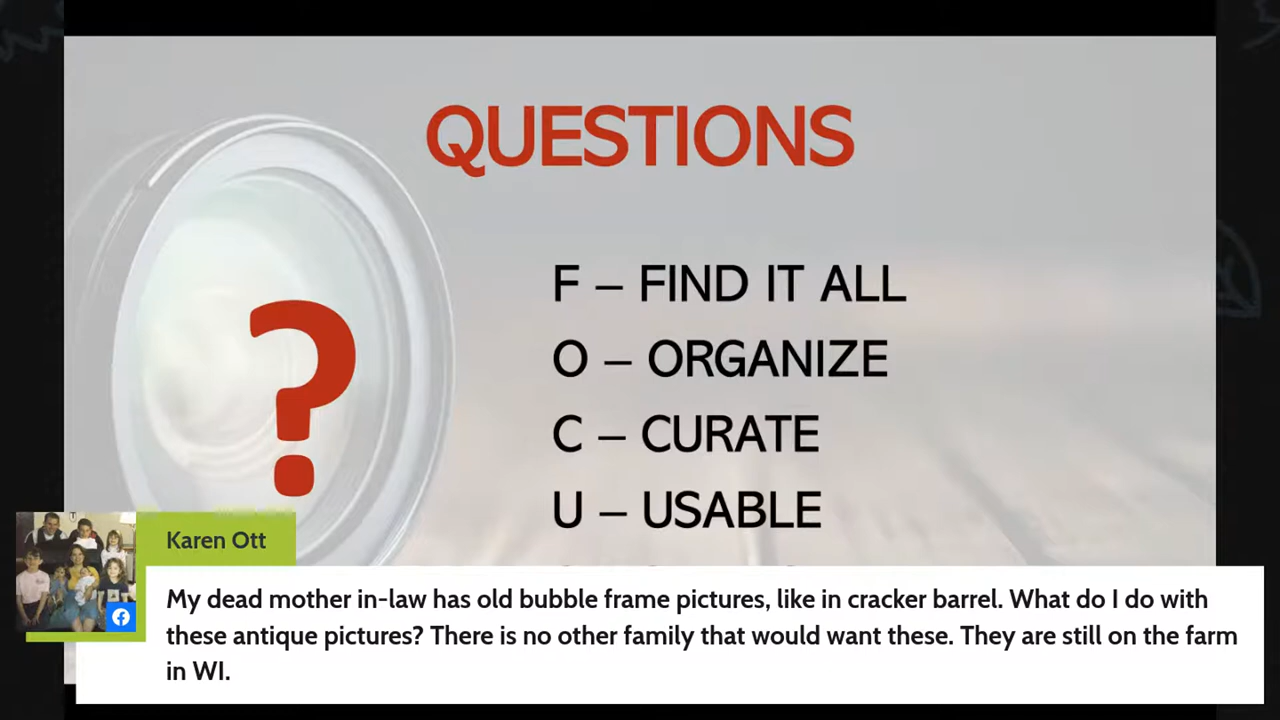 QUESTIONS
?
F – FIND IT ALL
O – ORGANIZE
C – CURATE
U – USABLE
Karen Ott
My dead mother in-law has old bubble frame pictures, like in cracker barrel. What do I do with
these antique pictures? There is no other family that would want these. They are still on the farm
in WI.